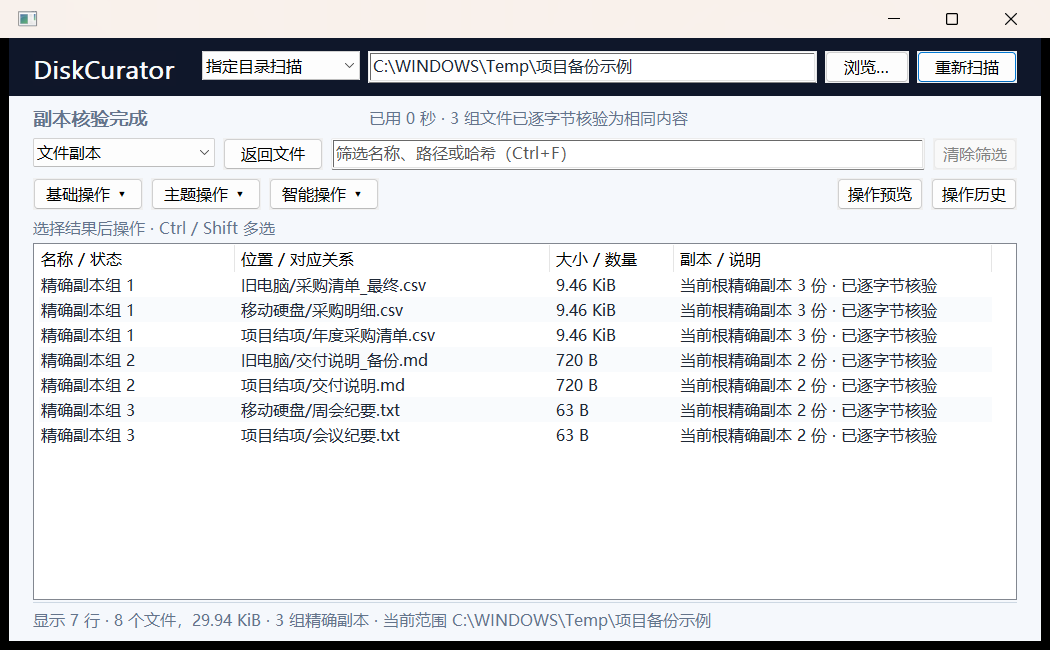 DiskCurator 指定目录扫描 C:\WINDOWS\Temp\项目备份示例 浏览... 重新扫描
副本核验完成 已用 0 秒 · 3 组文件已逐字节核验为相同内容
文件副本 返回文件 筛选名称、路径或哈希（Ctrl+F） 清除筛选
基础操作 ▾ 主题操作 ▾ 智能操作 ▾ 操作预览 操作历史
选择结果后操作 · Ctrl / Shift 多选
名称 / 状态 位置 / 对应关系 大小 / 数量 副本 / 说明
精确副本组 1 旧电脑/采购清单_最终.csv 9.46 KiB 当前根精确副本 3 份 · 已逐字节核验
精确副本组 1 移动硬盘/采购明细.csv 9.46 KiB 当前根精确副本 3 份 · 已逐字节核验
精确副本组 1 项目结项/年度采购清单.csv 9.46 KiB 当前根精确副本 3 份 · 已逐字节核验
精确副本组 2 旧电脑/交付说明_备份.md 720 B 当前根精确副本 2 份 · 已逐字节核验
精确副本组 2 项目结项/交付说明.md 720 B 当前根精确副本 2 份 · 已逐字节核验
精确副本组 3 移动硬盘/周会纪要.txt 63 B 当前根精确副本 2 份 · 已逐字节核验
精确副本组 3 项目结项/会议纪要.txt 63 B 当前根精确副本 2 份 · 已逐字节核验
显示 7 行 · 8 个文件，29.94 KiB · 3 组精确副本 · 当前范围 C:\WINDOWS\Temp\项目备份示例